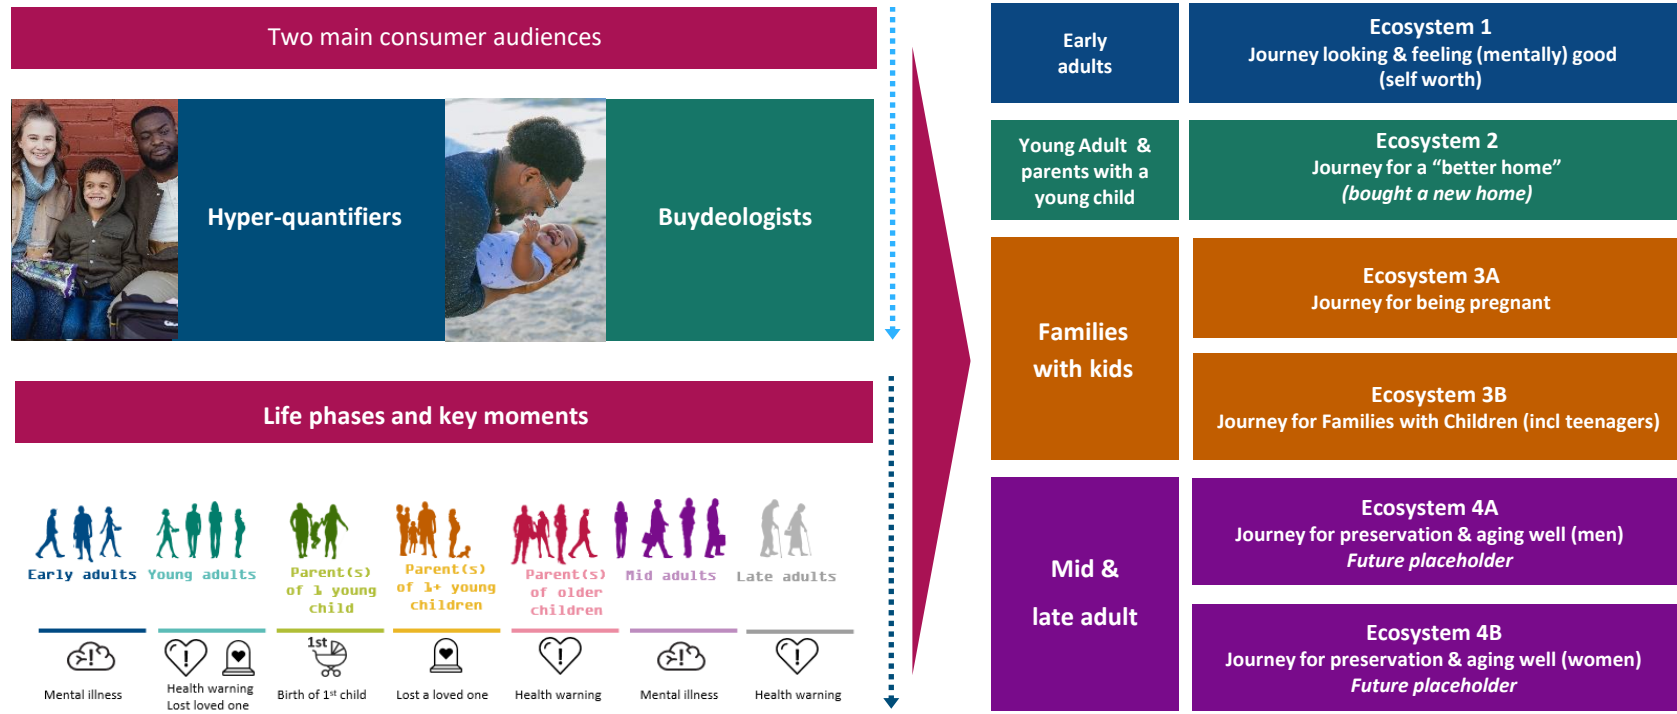 Two main consumer audiences
Hyper-quantifiers
Buydeologists
Life phases and key moments
Early adults
Young adults
Parent(s)
of 1 young
child
Parent(s)
of 1+ young
children
Parent(s)
of older
children
Mid adults
Late adults
1st
Mental illness
Health warning
Lost loved one
Birth of 1st child
Lost a loved one
Health warning
Mental illness
Health warning
Early
adults
Ecosystem 1
Journey looking & feeling (mentally) good
(self worth)
Young Adult &
parents with a
young child
Ecosystem 2
Journey for a “better home”
(bought a new home)
Families
with kids
Ecosystem 3A
Journey for being pregnant
Ecosystem 3B
Journey for Families with Children (incl teenagers)
Mid &
late adult
Ecosystem 4A
Journey for preservation & aging well (men)
Future placeholder
Ecosystem 4B
Journey for preservation & aging well (women)
Future placeholder